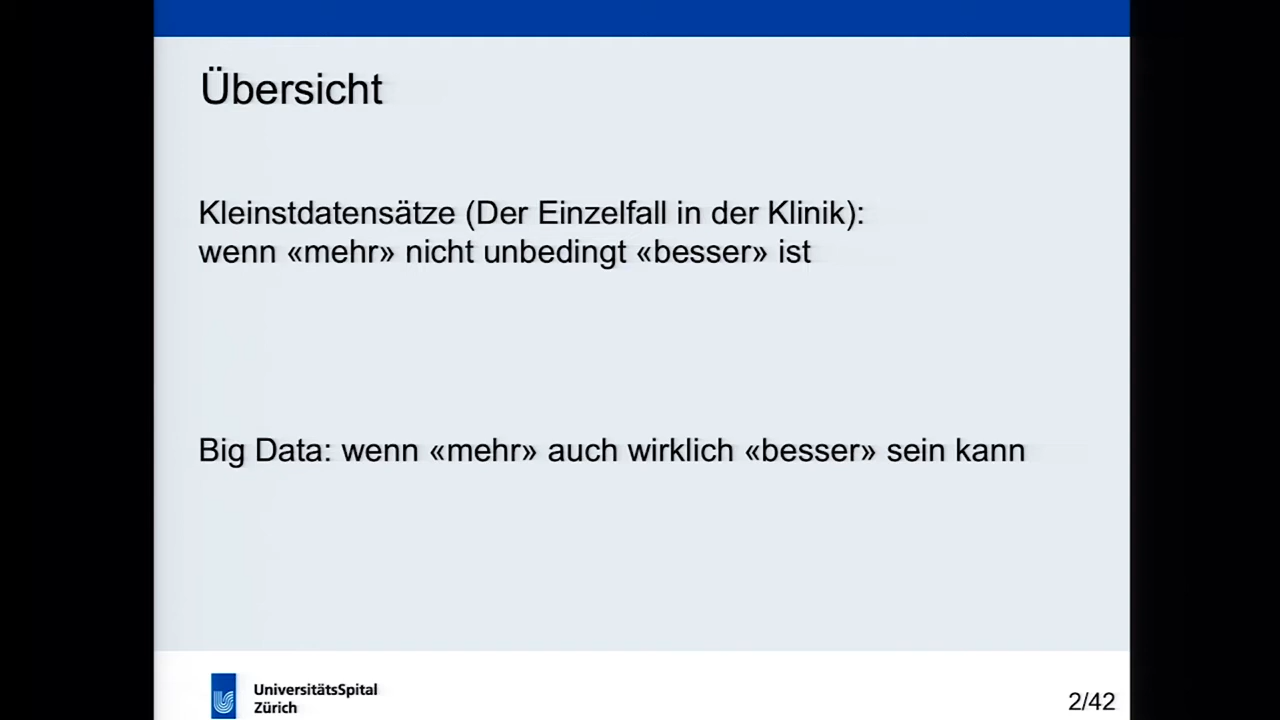 Übersicht
Kleinstdatensätze (Der Einzelfall in der Klinik):
wenn «mehr» nicht unbedingt «besser» ist
Big Data: wenn «mehr» auch wirklich «besser» sein kann
UniversitätsSpital
Zürich
2/42